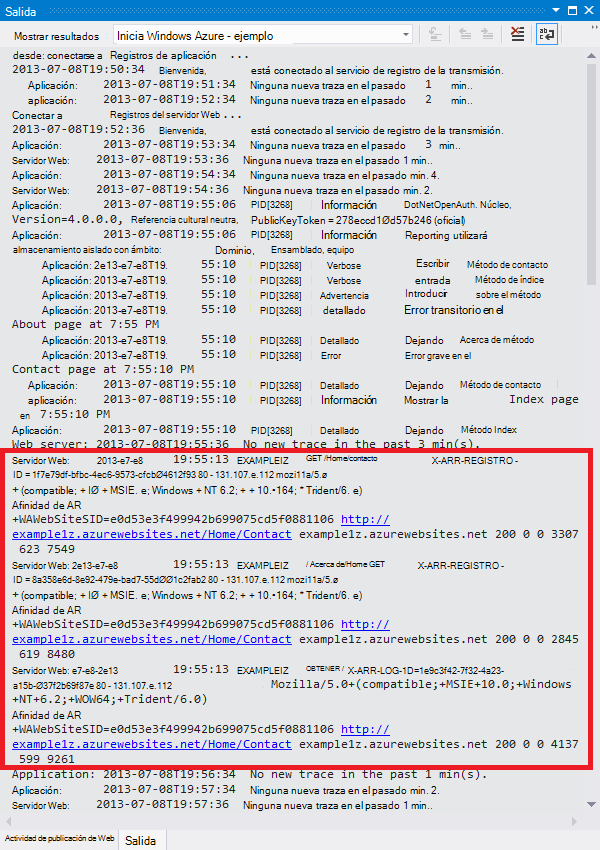 Salida
Mostrar resultados Inicia Windows Azure - ejemplo
desde: conectarse a Registros de aplicación ...
2013-07-08T19:50:34 Bienvenida, está conectado al servicio de registro de la transmisión.
Aplicación: 2013-07-08T19:51:34 Ninguna nueva traza en el pasado 1 min..
aplicación: 2013-07-08T19:52:34 Ninguna nueva traza en el pasado 2 min..
Conectar a Registros del servidor Web ...
2013-07-08T19:52:36 Bienvenida, está conectado al servicio de registro de la transmisión.
Aplicación: 2013-07-08T19:53:34 Ninguna nueva traza en el pasado 3 min..
Servidor Web: 2013-07-08T19:53:36 Ninguna nueva traza en el pasado 1 min..
Aplicación: 2013-07-08T19:54:34 Ninguna nueva traza en el pasado min. 4.
Servidor Web: 2013-07-08T19:54:36 Ninguna nueva traza en el pasado min. 2.
Aplicación: 2013-07-08T19:55:06 PID[3268] Información DotNetOpenAuth. Núcleo,
Version=4.0.0.0, Referencia cultural neutra, PublicKeyToken = 278eccd1Ød57b246 (oficial)
Aplicación: 2013-07-08T19:55:06 PID[3268] Información Reporting utilizará
almacenamiento aislado con ámbito: Dominio, Ensamblado, equipo
Aplicación: 2e13-e7-e8T19. 55:10 PID[3268] Verbose Escribir Método de contacto
Aplicación: 2013-e7-e8T19. 55:10 PID[3268] Verbose entrada Método de índice
Aplicación: 2013-e7-e8T19. 55:10 PID[3268] Advertencia Introducir sobre el método
Aplicación: 2013-e7-e8T19. 55:10 PID[3268] detallado Error transitorio en el
About page at 7:55 PM
Aplicación: 2013-e7-e8T19. 55:10 PID[3268] Detallado Dejando Acerca de método
Aplicación: 2013-e7-e8T19. 55:10 PID[3268] Error Error grave en el
Contact page at 7:55:10 PM
Aplicación: 2013-07-08T19:55:10 PID[3268] Detallado Dejando Método de contacto
aplicación: 2013-07-08T19:55:10 PID[3268] Información Mostrar la Index page
en 7:55:10 PM
Aplicación: 2013-07-08T19:55:10 PID[3268] Detallado Dejando Método Index
Web server: 2013-07-08T19:55:36 No new trace in the past 3 min(s).
Servidor Web: 2013-e7-e8 19:55:13 EXAMPLEIZ GET /Home/contacto X-ARR-REGISTRO -
ID = 1f7e79df-bfbc-4ec6-9573-cfcbØ4612f93 80 - 131.107.e.112 mozi11a/5.ø
+ (compatible; + IØ + MSIE. e; Windows + NT 6.2; + + 10.•164; * Trident/6. e)
Afinidad de AR
+WAWebSiteSID=e0d53e3f499942b699075cd5f0881106 http://
example1z.azurewebsites.net/Home/Contact example1z.azurewebsites.net 200 0 0 3307
623 7549
Servidor Web: 2e13-e7-e8 19:55:13 EXAMPLEIZ / Acerca de/Home GET X-ARR-REGISTRO -
ID = 8a358e6d-8e92-479e-bad7-55dØØ1c2fab2 80 - 131.107.e.112 mozi11a/5.ø
+ (compatible; + IØ + MSIE. e; Windows + NT 6.2; + + 10.•164; * Trident/6. e)
Afinidad de AR
+WAWebSiteSID=e0d53e3f499942b699075cd5f0881106 http://
example1z.azurewebsites.net/Home/Contact example1z.azurewebsites.net 200 0 0 2845
619 8480
Servidor Web: e7-e8-2e13 19:55:13 EXAMPLEIZ OBTENER / X-ARR-LOG-1D=1e9c3f42-7f32-4a23-
a15b-Ø37f2b69f87e 80 - 131.107.e.112 Mozilla/5.0+(compatible;+MSIE+10.0;+Windows
+NT+6.2;+WOW64;+Trident/6.0)
Afinidad de AR
+WAWebSiteSID=e0d53e3f499942b699075cd5f0881106 http://
example1z.azurewebsites.net/Home/Contact example1z.azurewebsites.net 200 0 0 4137
599 9261
Application: 2013-07-08T19:56:34 No new trace in the past 1 min(s).
Aplicación: 2013-07-08T19:57:34 Ninguna nueva traza en el pasado min. 2.
Servidor Web: 2013-07-08T19:57:36 Ninguna nueva traza en el pasado 1 min..
Actividad de publicación de Web Salida